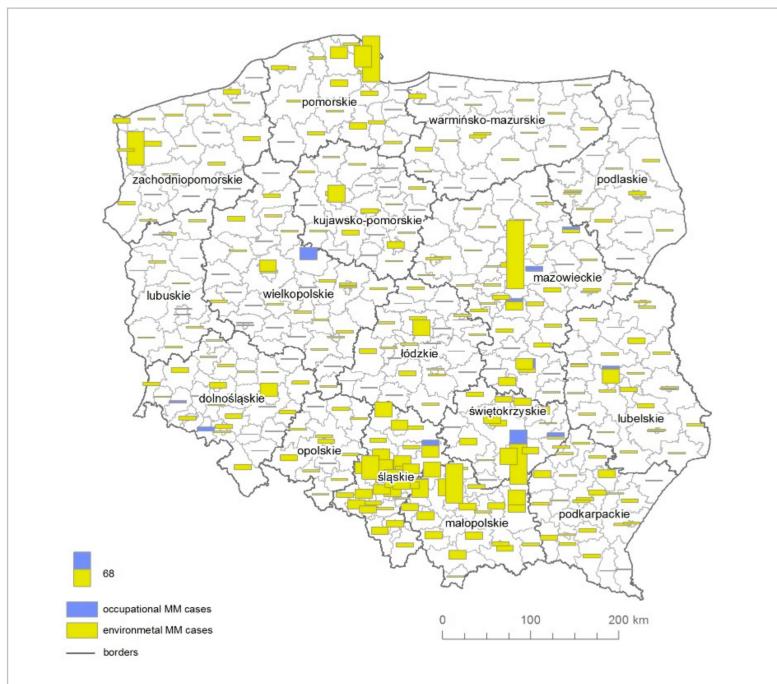 pomorskie
warmińsko-mazurskie
zachodniopomorskie
podlaskie
kujawsko-pomorskie
mazowieckie
lubuskie
wielkopolskie
łódzkie
dolnośląskie
świętokrzyskie
lubelskie
opolskie
śląskie
małopolskie
podkarpackie
68
occupational MM cases
environmetal MM cases
borders
0 100 200 km